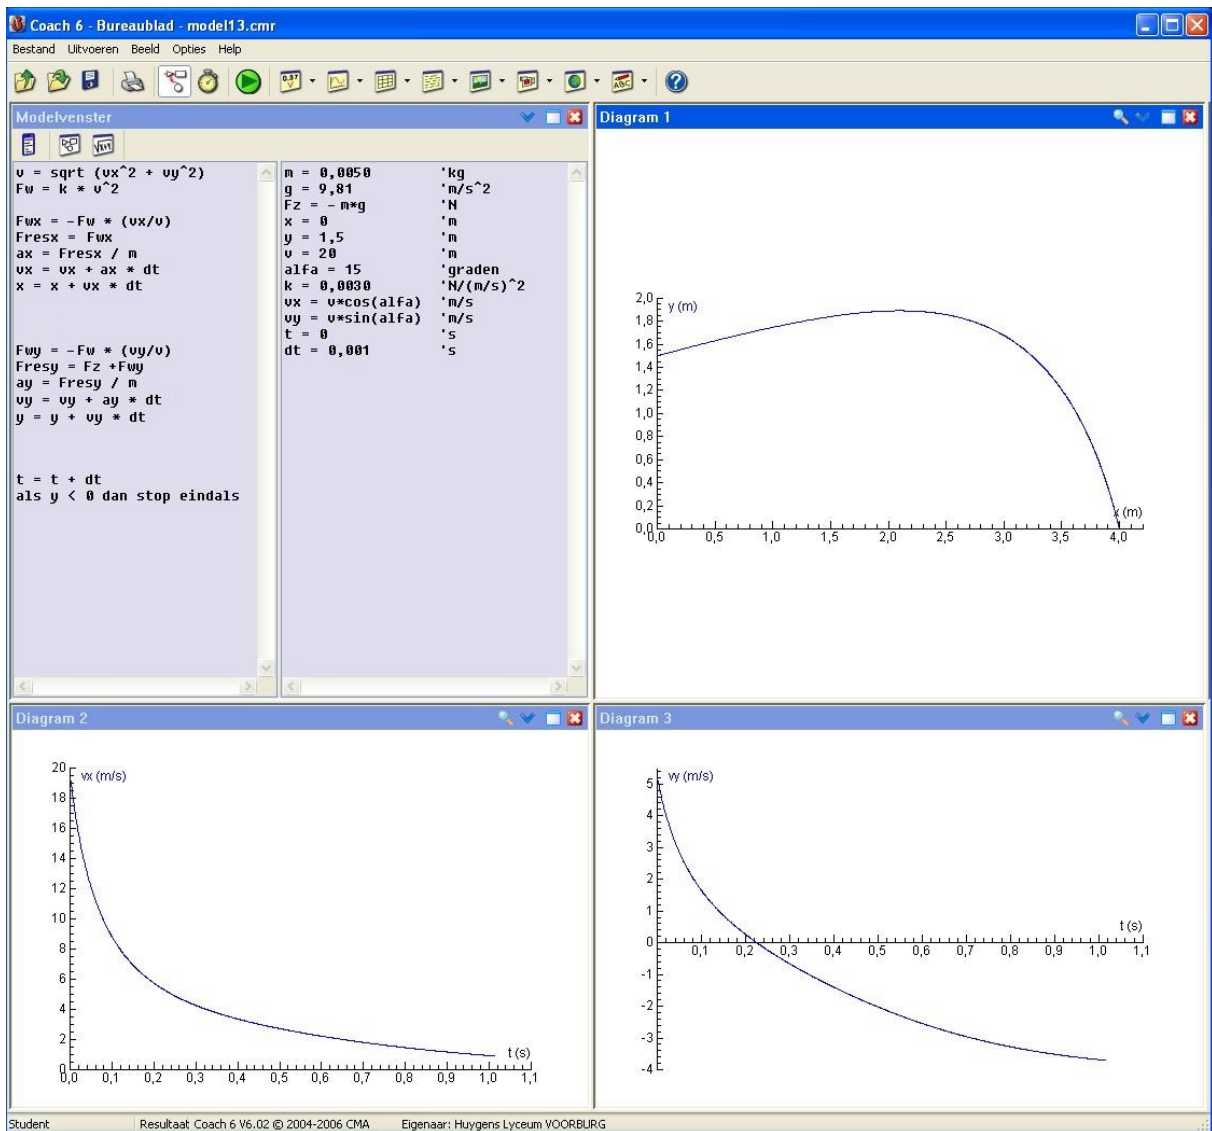 Coach 6 - Bureaublad - model13.cmr
Bestand Uitvoeren Beeld Opties Help
0,37
ABC
Modelvenster
√x+y
v = sqrt (vx^2 + vy^2)
Fw = k * v^2
Fwx = -Fw * (vx/v)
Fresx = Fwx
ax = Fresx / m
vx = vx + ax * dt
x = x + vx * dt
Fwy = -Fw * (vy/v)
Fresy = Fz +Fwy
ay = Fresy / m
vy = vy + ay * dt
y = y + vy * dt
t = t + dt
als y < 0 dan stop eindals
m = 0,0050 'kg
g = 9,81 'm/s^2
Fz = - m*g 'N
x = 0 'm
y = 1,5 'm
v = 20 'm
alfa = 15 'graden
k = 0,0030 'N/(m/s)^2
vx = v*cos(alfa) 'm/s
vy = v*sin(alfa) 'm/s
t = 0 's
dt = 0,001 's
Diagram 1
y (m)
2,0
1,8
1,6
1,4
1,2
1,0
0,8
0,6
0,4
0,2
0,0
x (m)
0,0 0,5 1,0 1,5 2,0 2,5 3,0 3,5 4,0
Diagram 2
vx (m/s)
20
18
16
14
12
10
8
6
4
2
0
t (s)
0,0 0,1 0,2 0,3 0,4 0,5 0,6 0,7 0,8 0,9 1,0 1,1
Diagram 3
vy (m/s)
5
4
3
2
1
0
-1
-2
-3
-4
t (s)
0,1 0,2 0,3 0,4 0,5 0,6 0,7 0,8 0,9 1,0 1,1
Student Resultaat Coach 6 V6.02 © 2004-2006 CMA Eigenaar: Huygens Lyceum VOORBURG